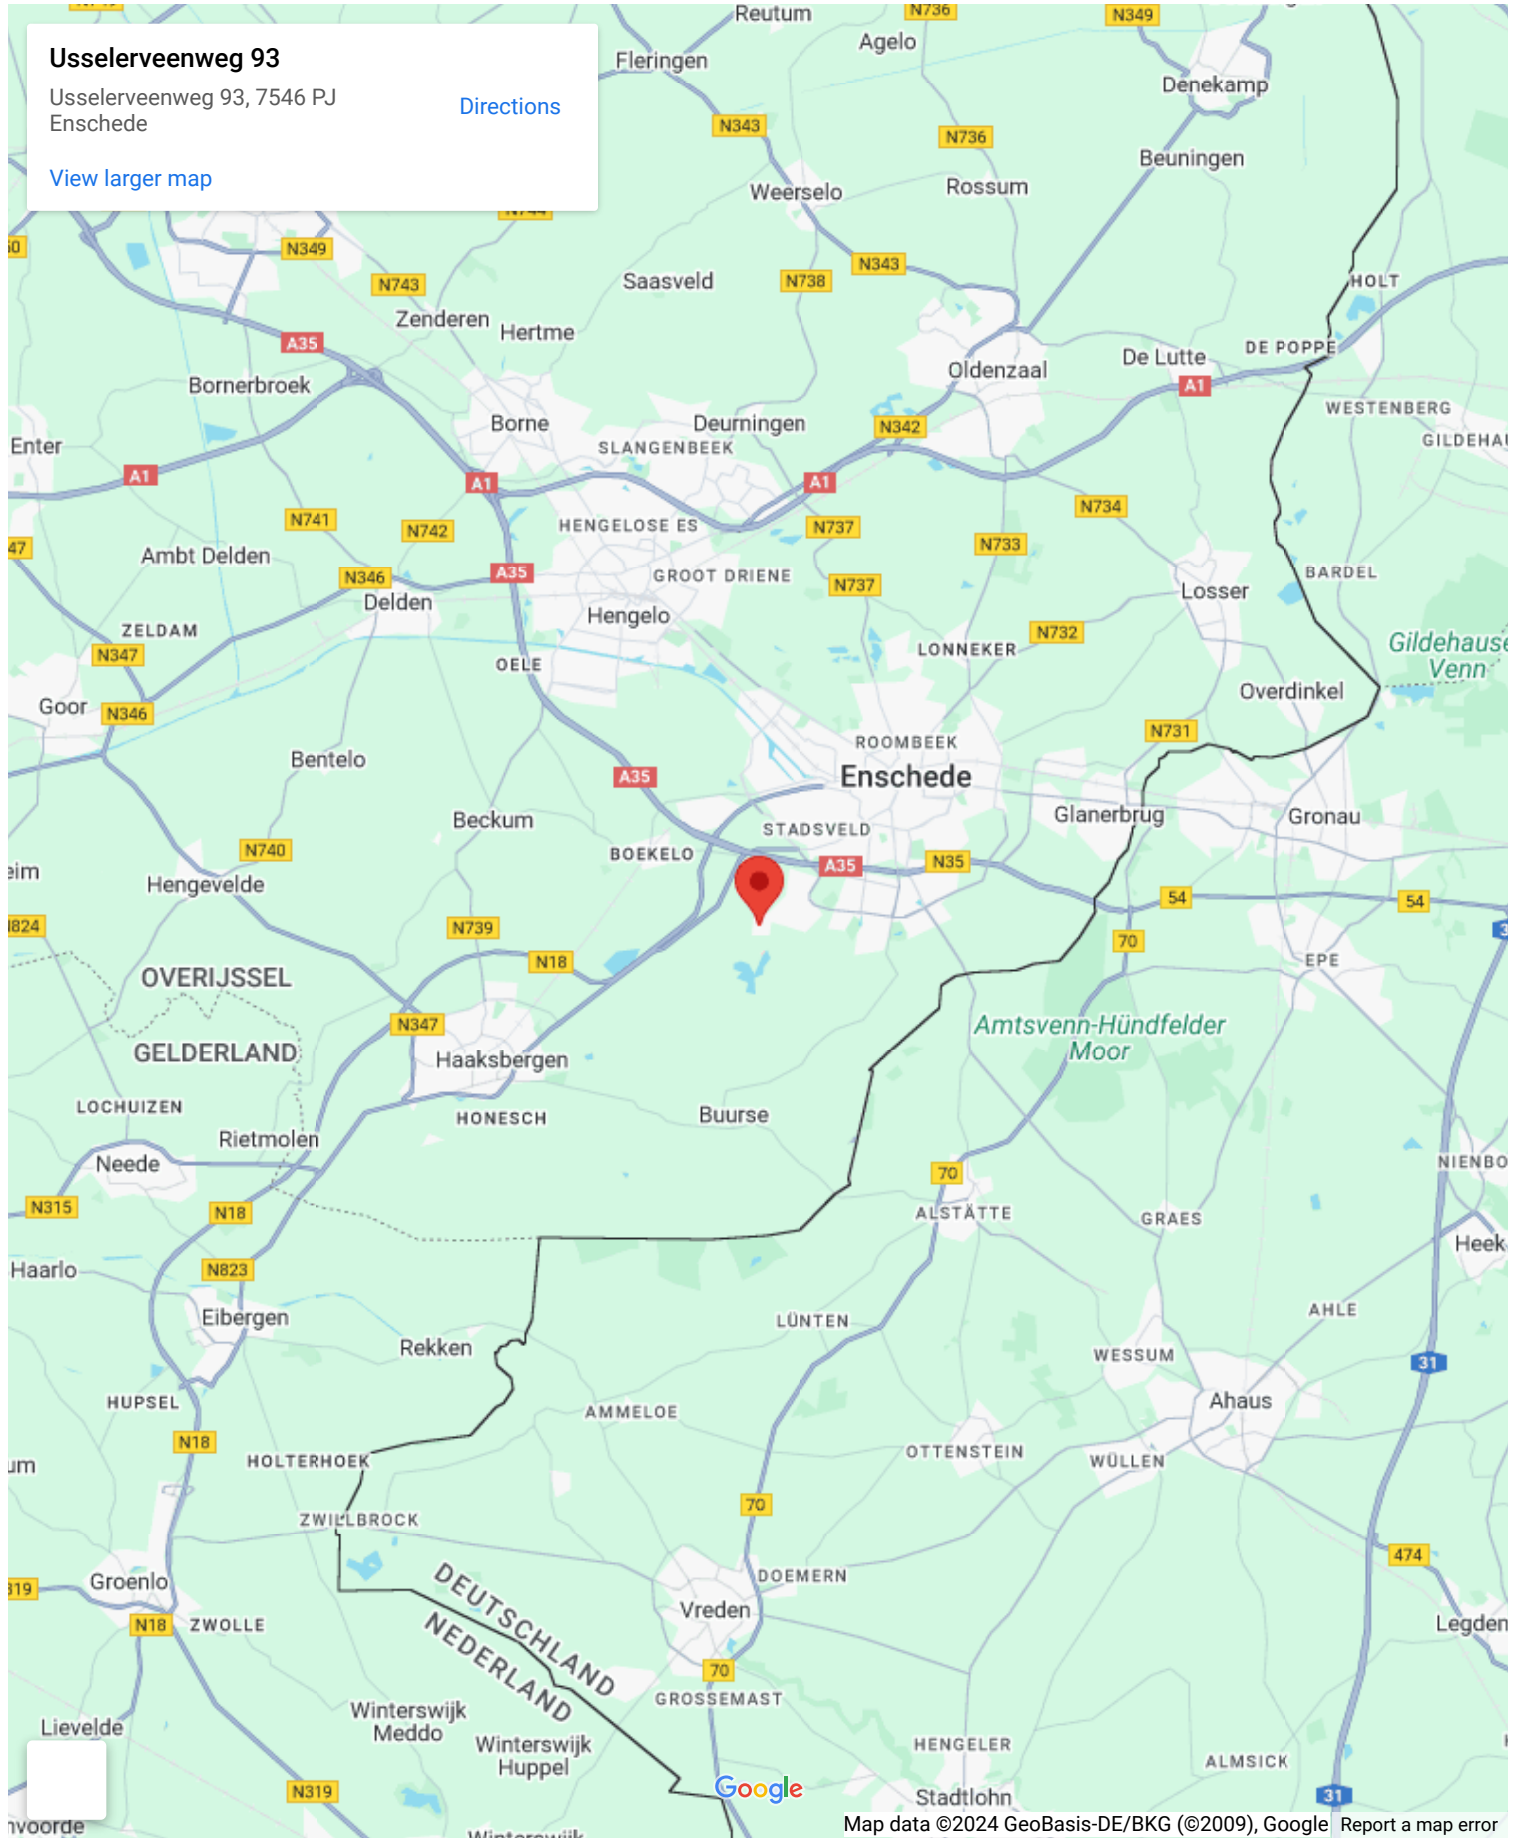 Usselerveenweg 93
Usselerveenweg 93, 7546 PJ
Enschede
Directions
View larger map
Reutum
N736
N349
Agelo
Fleringen
Denekamp
N343
N736
Beuningen
Weerselo
Rossum
N744
N349
N743
Saasveld
N738
N343
HOLT
Zenderen
Hertme
A35
DE POPPE
De Lutte
Oldenzaal
Bornerbroek
A1
WESTENBERG
Borne
Deurningen
N342
Enter
SLANGENBEEK
A1
A1
A1
N741
N742
HENGELOSE ES
N737
N734
Ambt Delden
N733
N346
A35
GROOT DRIENE
N737
BARDEL
Delden
Hengelo
Losser
ZELDAM
N732
N347
OELE
LONNEKER
Gildehause
Venn
Goor
N346
Overdinkel
N731
ROOMBEEK
Bentelo
A35
Enschede
Beckum
STADSVELD
Glanerbrug
Gronau
N740
BOEKELO
A35
N35
Hengevelde
54
54
N739
70
OVERIJSSEL
N18
EPE
N347
Amtsvenn-Hündfelder
Moor
GELDERLAND
Haaksbergen
LOCHUIZEN
HONESCH
Buurse
Rietmolen
Neede
70
N315
N18
ALSTÄTTE
GRAES
Heek
Haarlo
N823
Eibergen
LÜNTEN
AHLE
Rekken
WESSUM
31
HUPSEL
AMMELOE
Ahaus
N18
HOLTERHOEK
OTTENSTEIN
WÜLLEN
70
ZWILLBROCK
474
Groenlo
DOEMERN
DEUTSCHLAND
NEDERLAND
Vreden
N18
ZWOLLE
Legden
70
GROSSEMAST
Winterswijk
Meddo
Lievelde
Winterswijk
Huppel
HENGELER
ALMSICK
N319
Google
Stadtlohn
31
Map data ©2024 GeoBasis-DE/BKG (©2009), Google
Report a map error